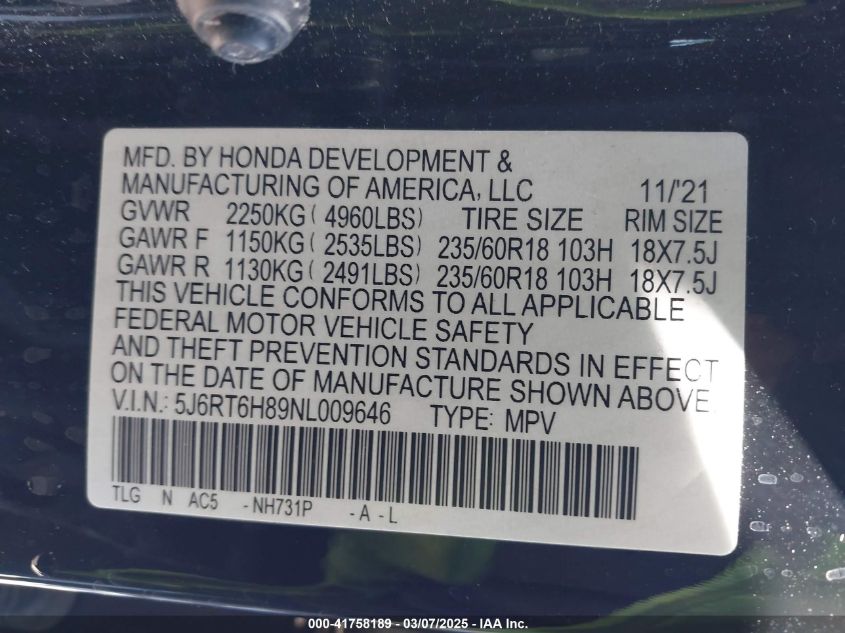 MFD. BY HONDA DEVELOPMENT &
MANUFACTURING OF AMERICA, LLC 11/'21
GVWR 2250KG ( 4960LBS) TIRE SIZE RIM SIZE
GAWR F 1150KG ( 2535LBS) 235/60R18 103H 18X7.5J
GAWR R 1130KG ( 2491LBS) 235/60R18 103H 18X7.5J
THIS VEHICLE CONFORMS TO ALL APPLICABLE
FEDERAL MOTOR VEHICLE SAFETY
AND THEFT PREVENTION STANDARDS IN EFFECT
ON THE DATE OF MANUFACTURE SHOWN ABOVE.
V.I.N.: 5J6RT6H89NL009646 TYPE: MPV
TLG N AC5 -NH731P -A -L
000-41758189 - 03/07/2025 - IAA Inc.